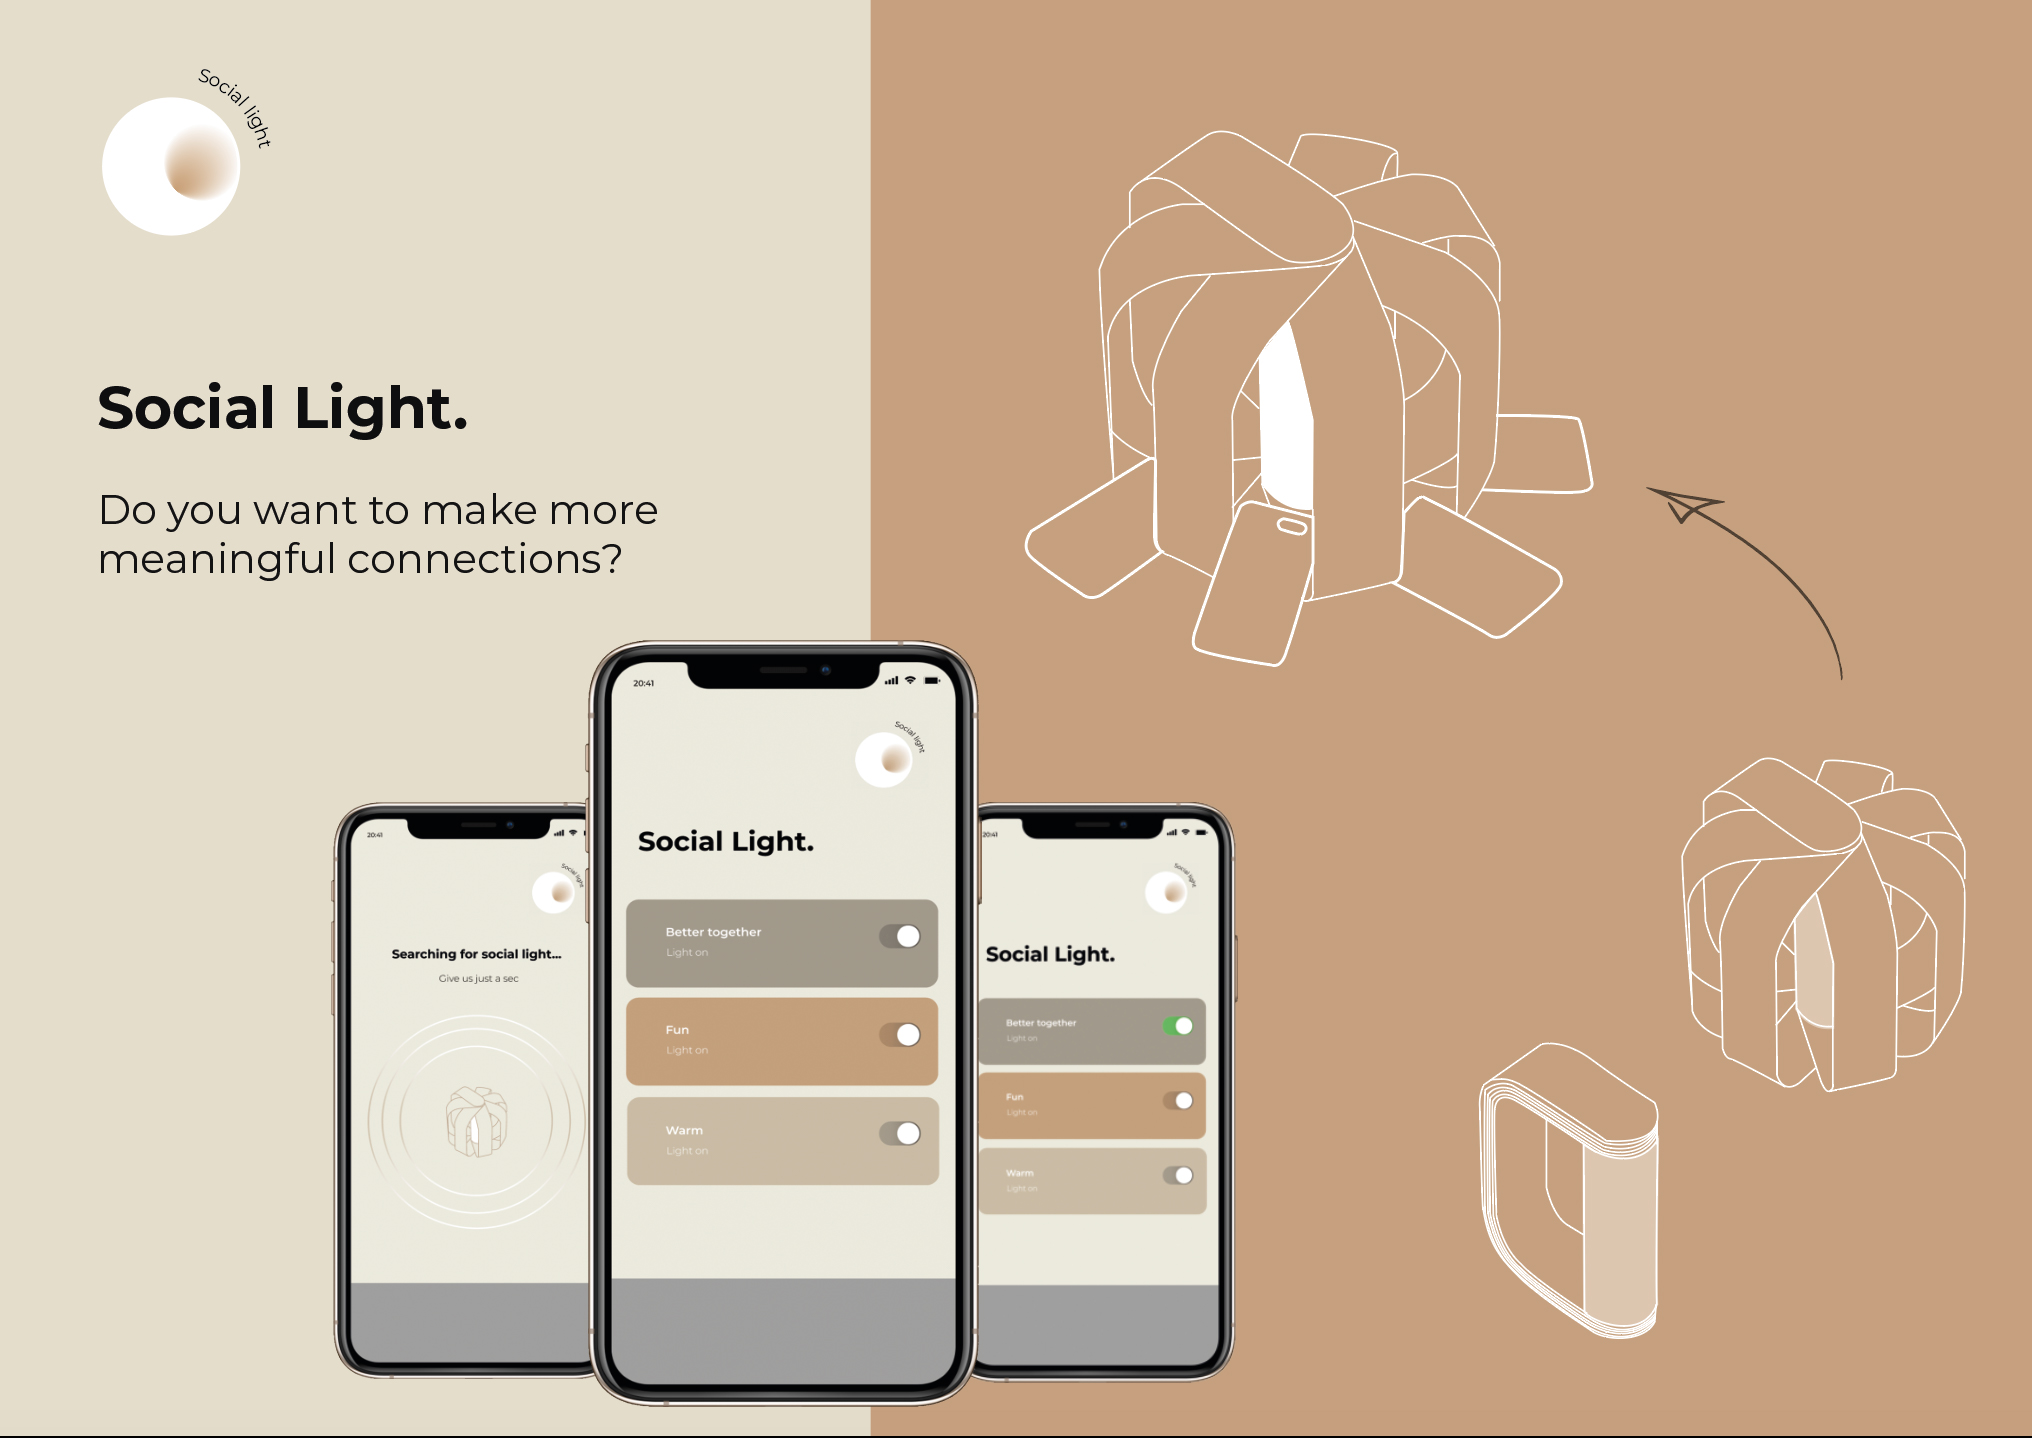 Social light
Social Light.
Do you want to make more
meaningful connections?
20:41
Social light
Searching for social light...
Give us just a sec
20:41
Social light
Social Light.
Better together
Light on
Fun
Light on
Warm
Light on
20:41
Social light
Social Light.
Better together
Light on
Fun
Light on
Warm
Light on